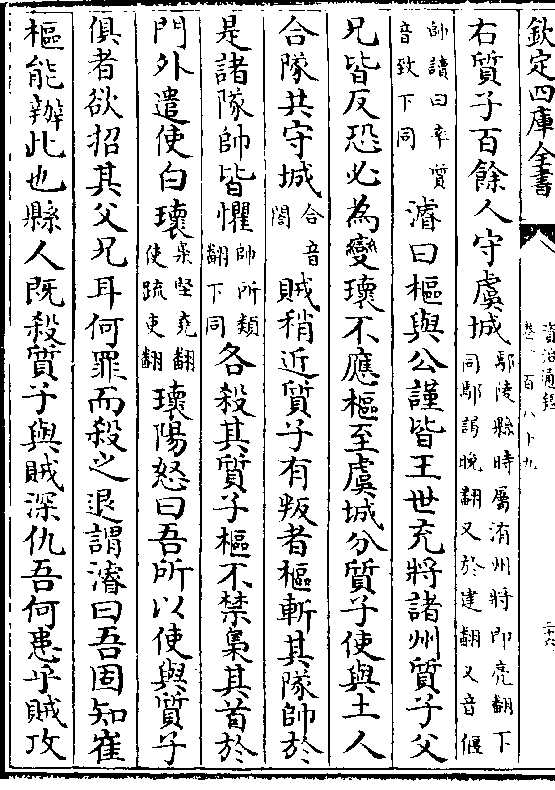 欽定四庫全書
資治通鑑
卷一百八十九
二十六
右質子百餘人守虞城鄢陵縣時屬洧州將即亮翻下同鄢謁晚翻又於建翻又音偃
帥讀曰率質音致下同濬曰樞與公謹皆王世充將諸州質子父
兄皆反恐必為變瓌不應樞至虞城分質子使與土人
合隊共守城合音閤賊稍近質子有叛者樞斬其隊帥於
是諸隊帥皆懼帥所類翻下同各殺其質子樞不禁梟其首於
門外遣使白瓌梟堅堯翻使疏吏翻瓌陽怒曰吾所以使與質子
俱者欲招其父兄耳何罪而殺之退謂濬曰吾固知崔
樞能辦此也縣人既殺質子與賊深仇吾何患乎賊攻